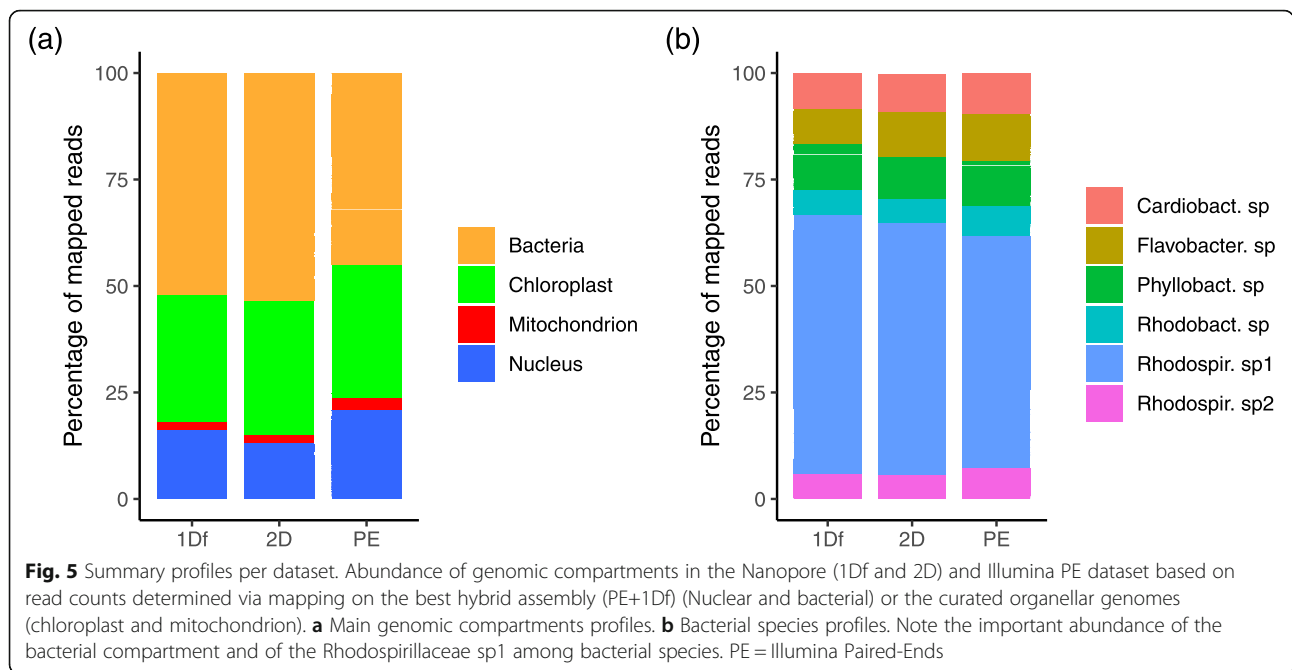 (a)
Percentage of mapped reads
100
75
50
25
0
1Df 2D PE
Bacteria
Chloroplast
Mitochondrion
Nucleus
(b)
Percentage of mapped reads
100
75
50
25
0
1Df 2D PE
Cardiobact. sp
Flavobacter. sp
Phyllobact. sp
Rhodobact. sp
Rhodospir. sp1
Rhodospir. sp2
Fig. 5 Summary profiles per dataset. Abundance of genomic compartments in the Nanopore (1Df and 2D) and Illumina PE dataset based on
read counts determined via mapping on the best hybrid assembly (PE+1Df) (Nuclear and bacterial) or the curated organellar genomes
(chloroplast and mitochondrion). a Main genomic compartments profiles. b Bacterial species profiles. Note the important abundance of the
bacterial compartment and of the Rhodospirillaceae sp1 among bacterial species. PE = Illumina Paired-Ends